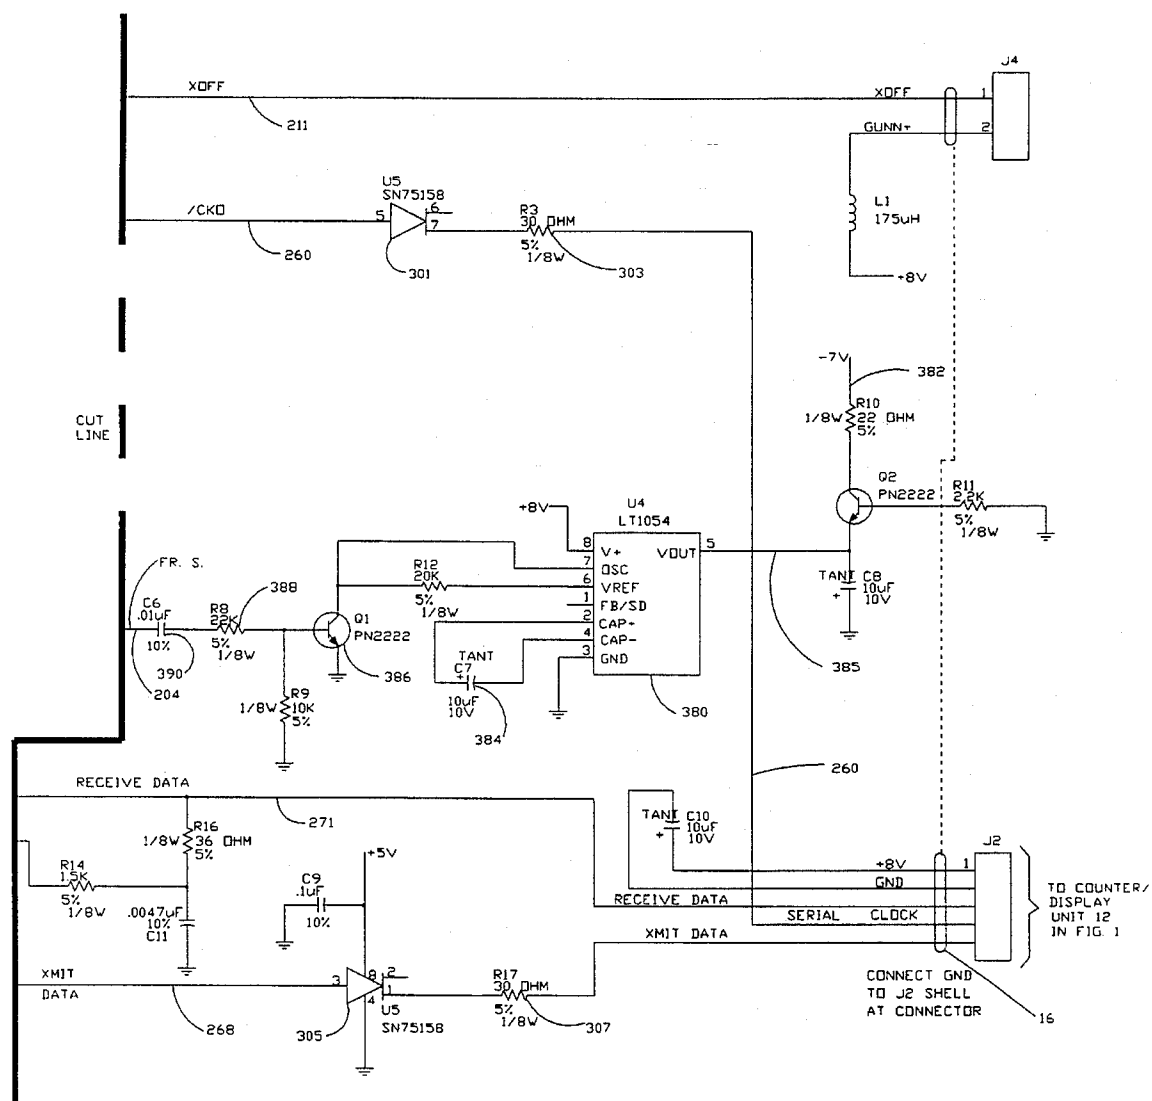 J4
XOFF
XOFF
1
211
GUNN+
2
U5
SN75158
L1
175uH
/CKO
5
6
7
R3
30 OHM
5%
1/8W
260
301
303
+8V
-7V
382
R10
1/8W
22 OHM
5%
CUT
LINE
Q2
PN2222
R11
2.2K
5%
1/8W
U4
LT1054
+8V
8
V+
VOUT
5
7
OSC
6
VREF
1
FB/SD
2
CAP+
4
CAP-
3
GND
FR. S.
R12
20K
5%
1/8W
TANT
C8
10uF
+
10V
388
C6
.01uF
10%
R8
22K
5%
1/8W
Q1
PN2222
390
204
386
TANT
C7
+
10uF
10V
384
385
380
R9
1/8W
10K
5%
RECEIVE DATA
271
260
TANT
C10
10uF
+
10V
R16
1/8W
36 OHM
5%
+5V
J2
R14
1.5K
5%
1/8W
C9
.1uF
10%
+8V
1
GND
RECEIVE DATA
SERIAL CLOCK
XMIT DATA
TO COUNTER/
DISPLAY
UNIT 12
IN FIG. 1
.0047uF
10%
C11
XMIT
DATA
3
8
2
1
4
U5
SN75158
R17
30 OHM
5%
1/8W
268
305
307
CONNECT GND
TO J2 SHELL
AT CONNECTOR
16